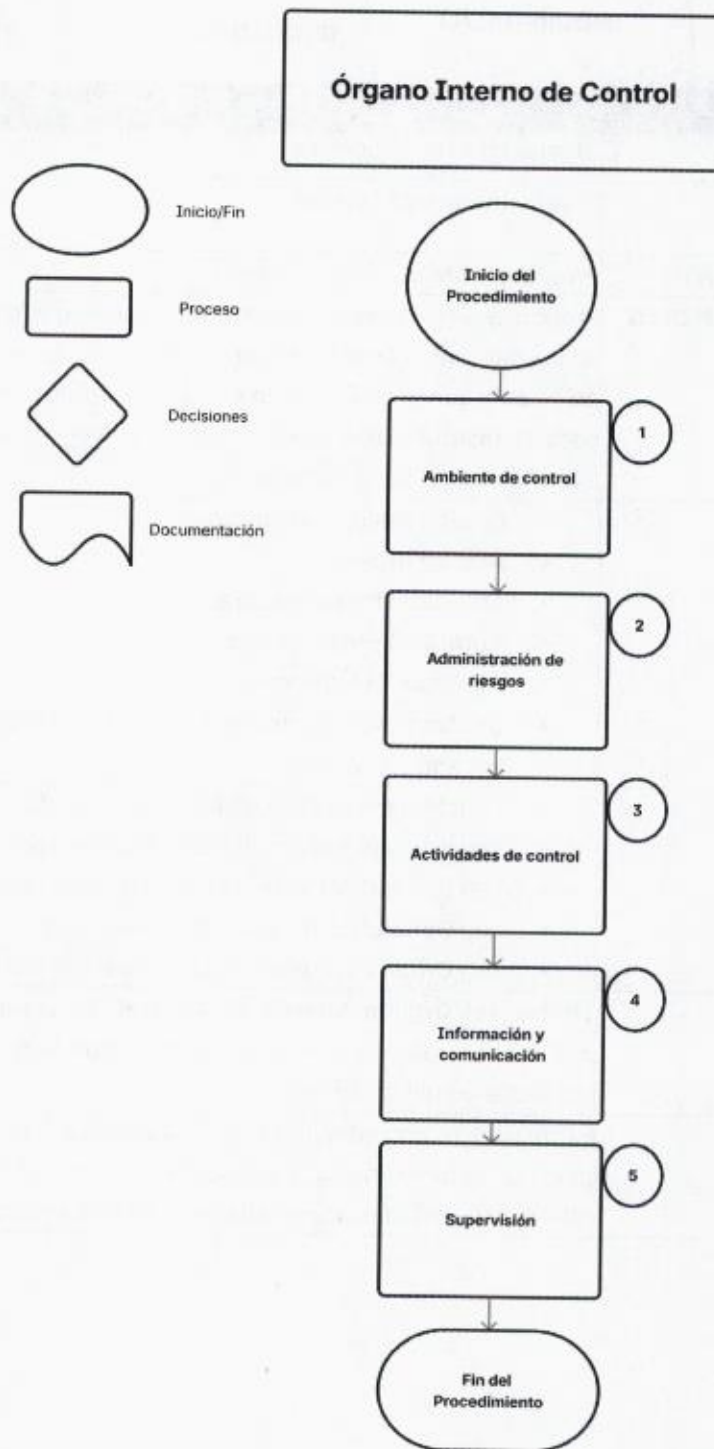 Órgano Interno de Control
Inicio/Fin
Proceso
Decisiones
Documentación
Inicio del
Procedimiento
1
Ambiente de control
2
Administración de
riesgos
3
Actividades de control
4
Información y
comunicación
5
Supervisión
Fin del
Procedimiento